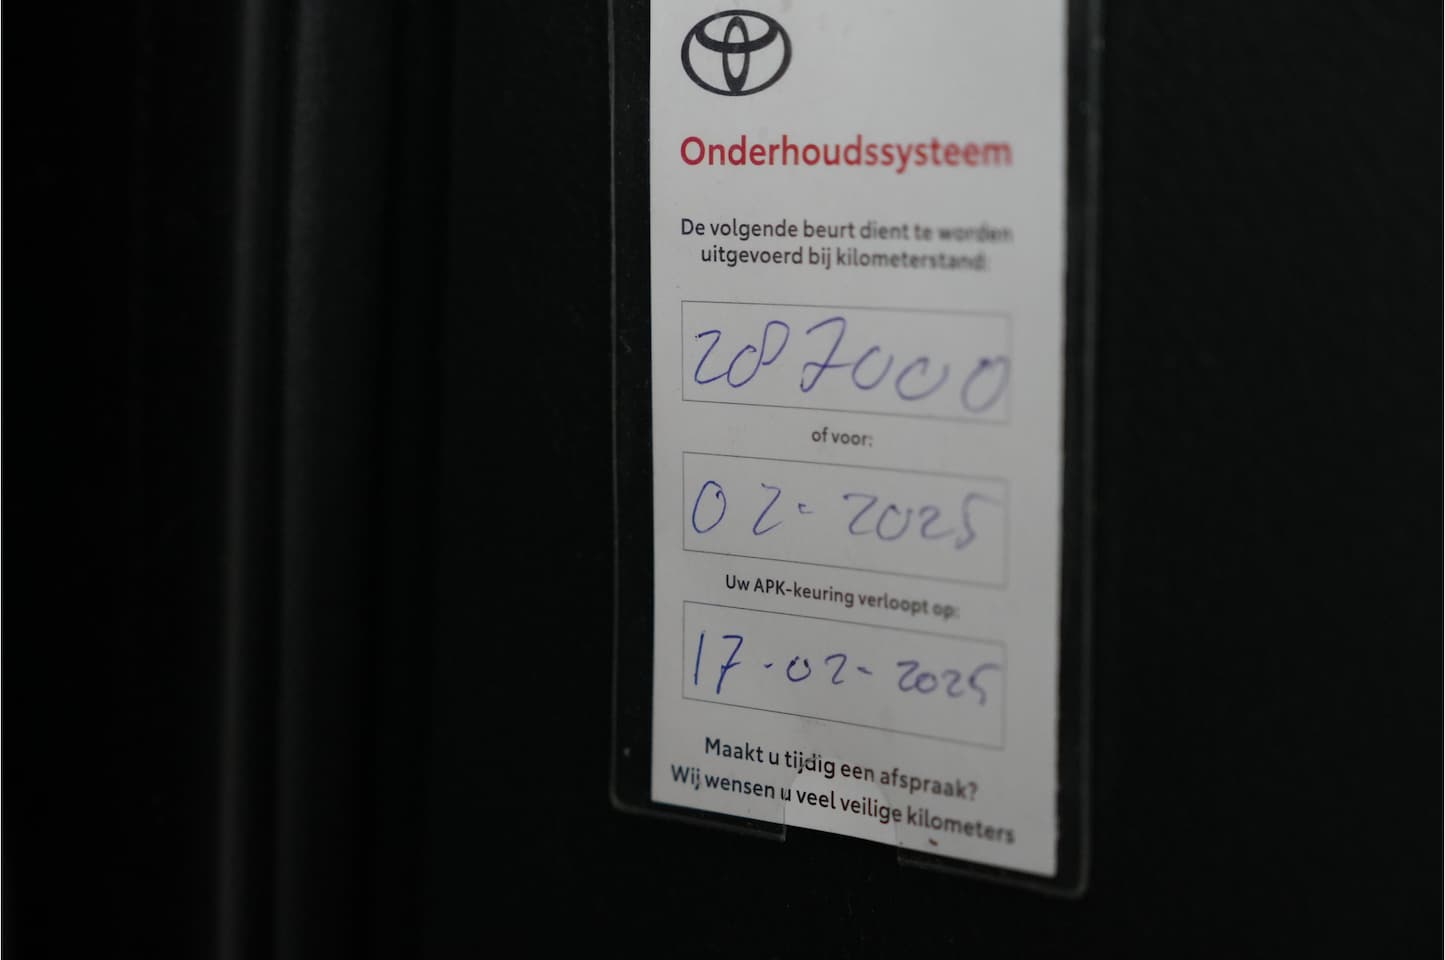 Onderhoudssysteem
De volgende beurt dient te worden
uitgevoerd bij kilometerstand:
287000
of voor:
02-2025
Uw APK-keuring verloopt op:
17-02-2025
Maakt u tijdig een afspraak?
Wij wensen u veel veilige kilometers